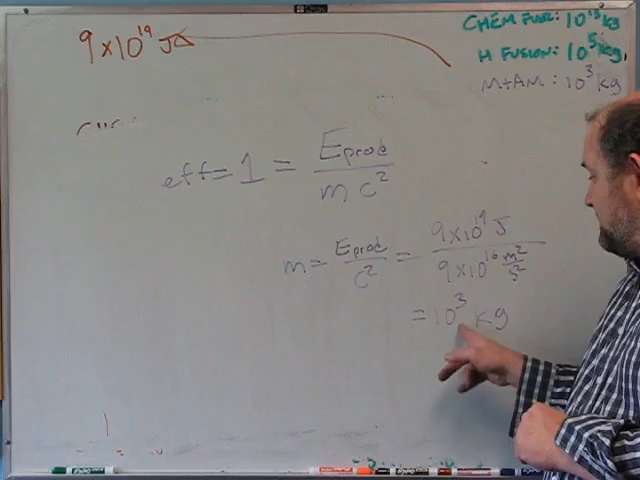 9×10¹⁹ J
CHEM FUEL: 10¹³ kg
H FUSION: 10⁵ kg
M+AM: 10³ kg
eff = 1 = Eprod / mc²
m = Eprod / c² = 9×10¹⁹ J / 9×10¹⁶ m²/s²
= 10³ kg